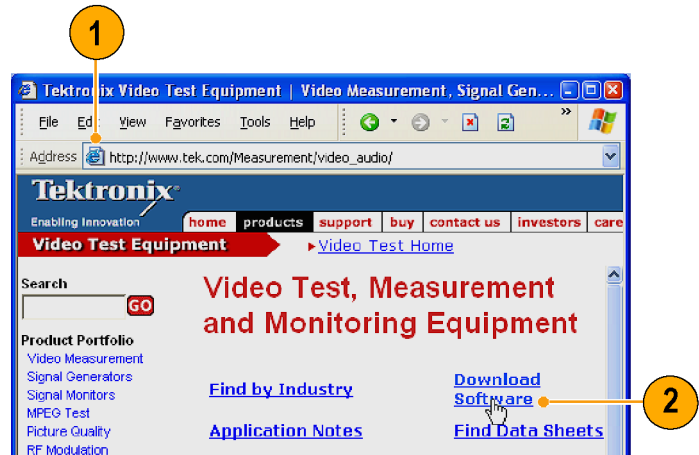 1
Tektronix Video Test Equipment | Video Measurement, Signal Gen...
File Edit View Favorites Tools Help »
Address http://www.tek.com/Measurement/video_audio/
Tektronix
Enabling Innovation
home products support buy contact us investors care
Video Test Equipment
Video Test Home
Search
GO
Video Test, Measurement
and Monitoring Equipment
Product Portfolio
Video Measurement
Signal Generators
Signal Monitors
MPEG Test
Picture Quality
RF Modulation
Find by Industry
Download
Software
2
Application Notes
Find Data Sheets